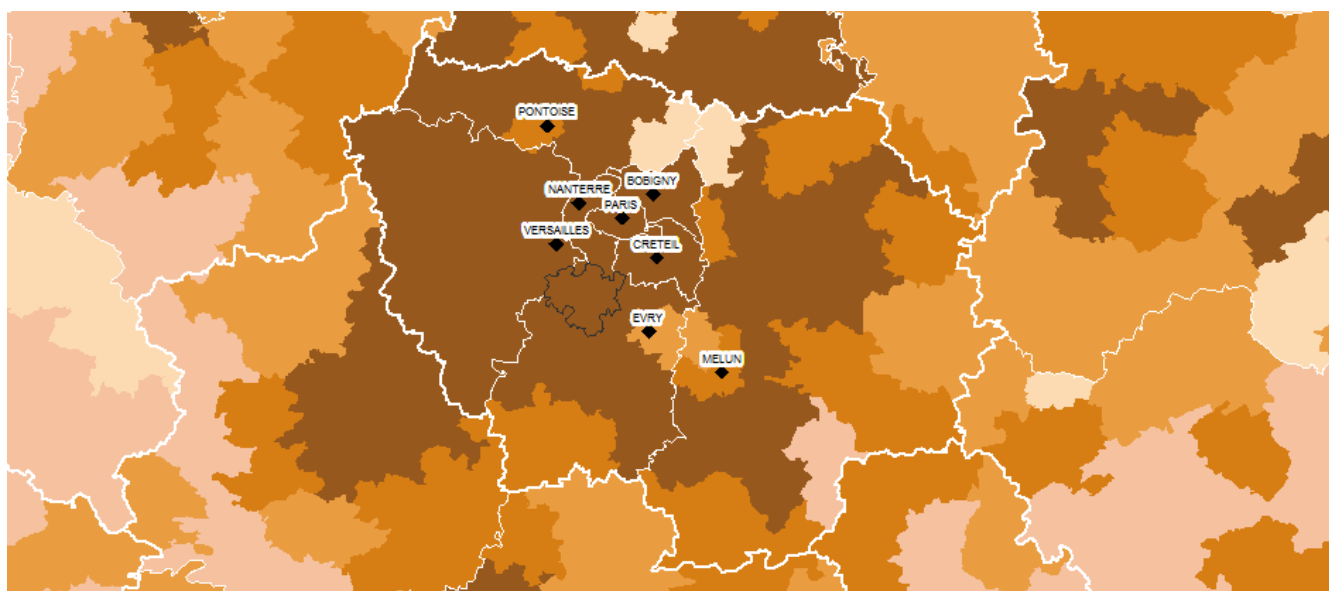 PONTOISE
BOBIGNY
NANTERRE
PARIS
VERSAILLES
CRETEIL
EVRY
MELUN